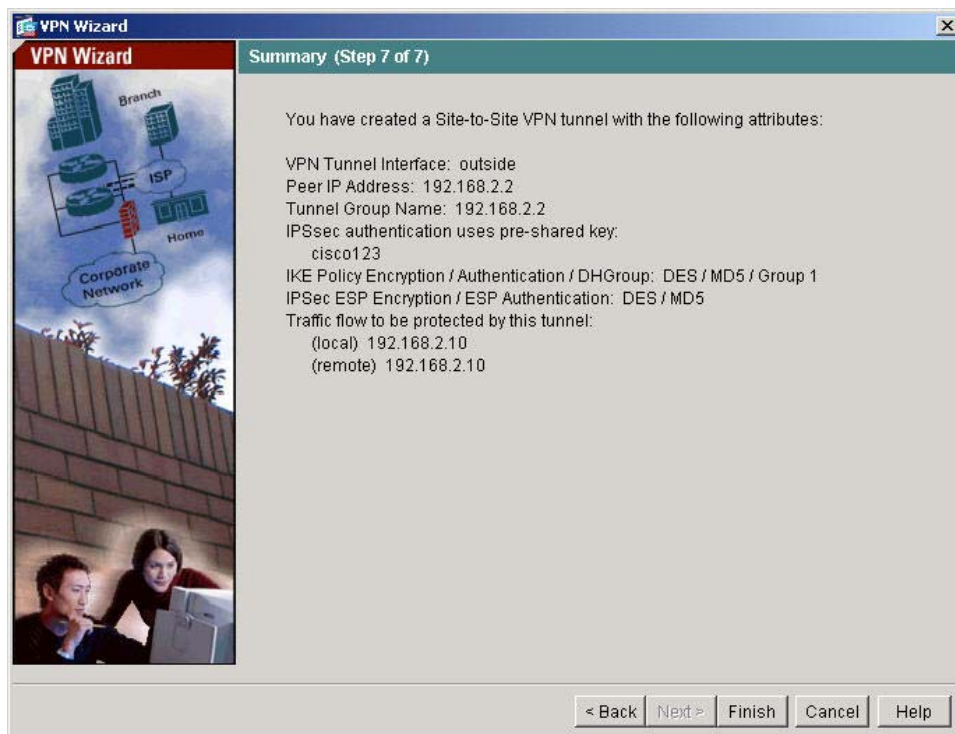 VPN Wizard
VPN Wizard
Summary (Step 7 of 7)
Branch
ISP
Home
Corporate
Network
You have created a Site-to-Site VPN tunnel with the following attributes:
VPN Tunnel Interface: outside
Peer IP Address: 192.168.2.2
Tunnel Group Name: 192.168.2.2
IPSsec authentication uses pre-shared key:
cisco123
IKE Policy Encryption / Authentication / DHGroup: DES / MD5 / Group 1
IPSec ESP Encryption / ESP Authentication: DES / MD5
Traffic flow to be protected by this tunnel:
(local) 192.168.2.10
(remote) 192.168.2.10
< Back Next > Finish Cancel Help